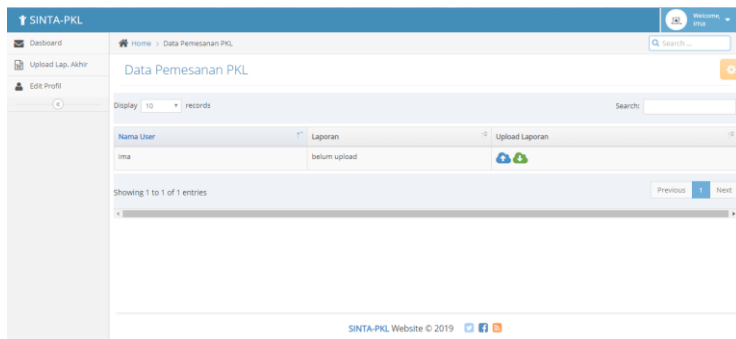 SINTA-PKL
Welcome,
irha
Dasboard
Upload Lap. Akhir
Edit Profil
Home > Data Pemesanan PKL
Search ...
Data Pemesanan PKL
Display 10 records
Search:
Nama User Laporan Upload Laporan
ima belum upload
Showing 1 to 1 of 1 entries
Previous 1 Next
SINTA-PKL Website © 2019